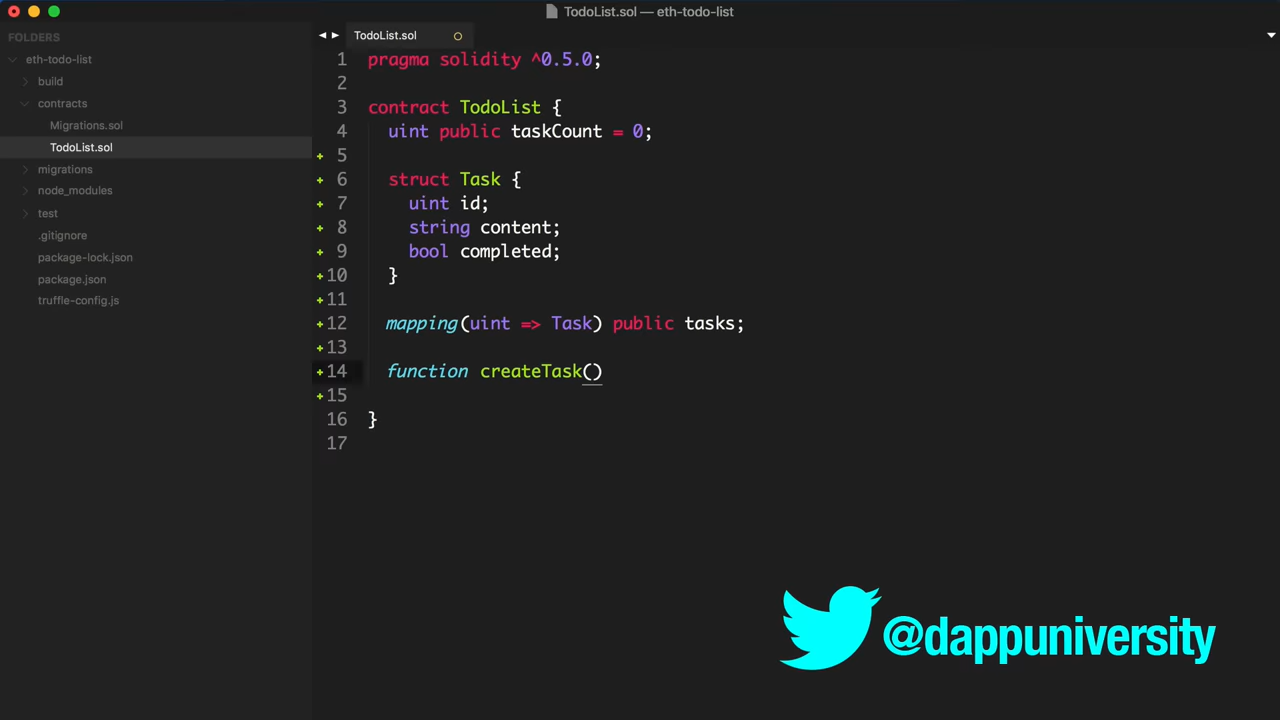 TodoList.sol — eth-todo-list
FOLDERS
eth-todo-list
build
contracts
Migrations.sol
TodoList.sol
migrations
node_modules
test
.gitignore
package-lock.json
package.json
truffle-config.js
TodoList.sol
1 pragma solidity ^0.5.0;
2
3 contract TodoList {
4 uint public taskCount = 0;
5
6 struct Task {
7 uint id;
8 string content;
9 bool completed;
10 }
11
12 mapping(uint => Task) public tasks;
13
14 function createTask()
15
16 }
17
@dappuniversity